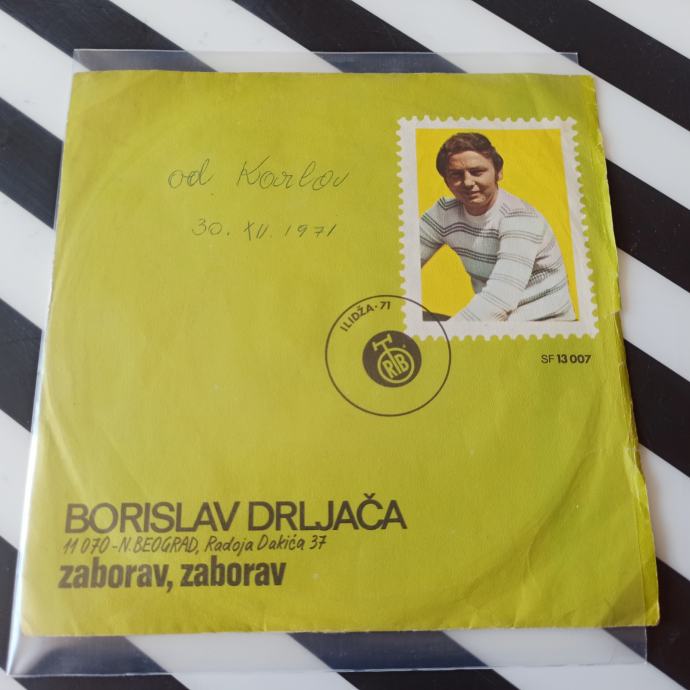 od Karlov
30. XII. 1971
ILIDŽA·71
RTB
SF 13 007
BORISLAV DRLJAČA
11 070-N.BEOGRAD, Radoja Dakića 37
zaborav, zaborav